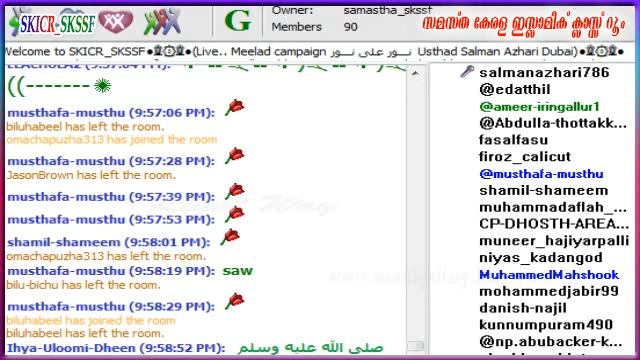 SKICR_SKSSF
Owner: samastha_skssf
Members 90
സമസ്ത കേരള ഇസ്ലാമിക് ക്ലാസ്സ് റൂം
Welcome to SKICR_SKSSF (Live.. Meelad campaign نور على نور Usthad Salman Azhari Dubai)
((-------
musthafa-musthu (9:57:06 PM):
biluhabeel has left the room.
omachapuzha313 has joined the room
musthafa-musthu (9:57:28 PM):
JasonBrown has left the room.
musthafa-musthu (9:57:39 PM):
musthafa-musthu (9:57:53 PM):
shamil-shameem (9:58:01 PM):
omachapuzha313 has left the room.
musthafa-musthu (9:58:19 PM): saw
bilu-bichu has left the room.
musthafa-musthu (9:58:29 PM):
biluhabeel has joined the room
biluhabeel has left the room.
Ihya-Uloomi-Dheen (9:58:52 PM): صلى الله عليه وسلم
salmanazhari786
@edatthil
@ameer-iringallur1
@Abdulla-thottakk...
fasalfasu
firoz_calicut
@musthafa-musthu
shamil-shameem
muhammadaflah_...
CP-DHOSTH-AREA...
muneer_hajiyarpalli
niyas_kadangod
MuhammedMahshook
mohammedjabir99
danish-najil
kunnumpuram490
@np.abubacker-k...